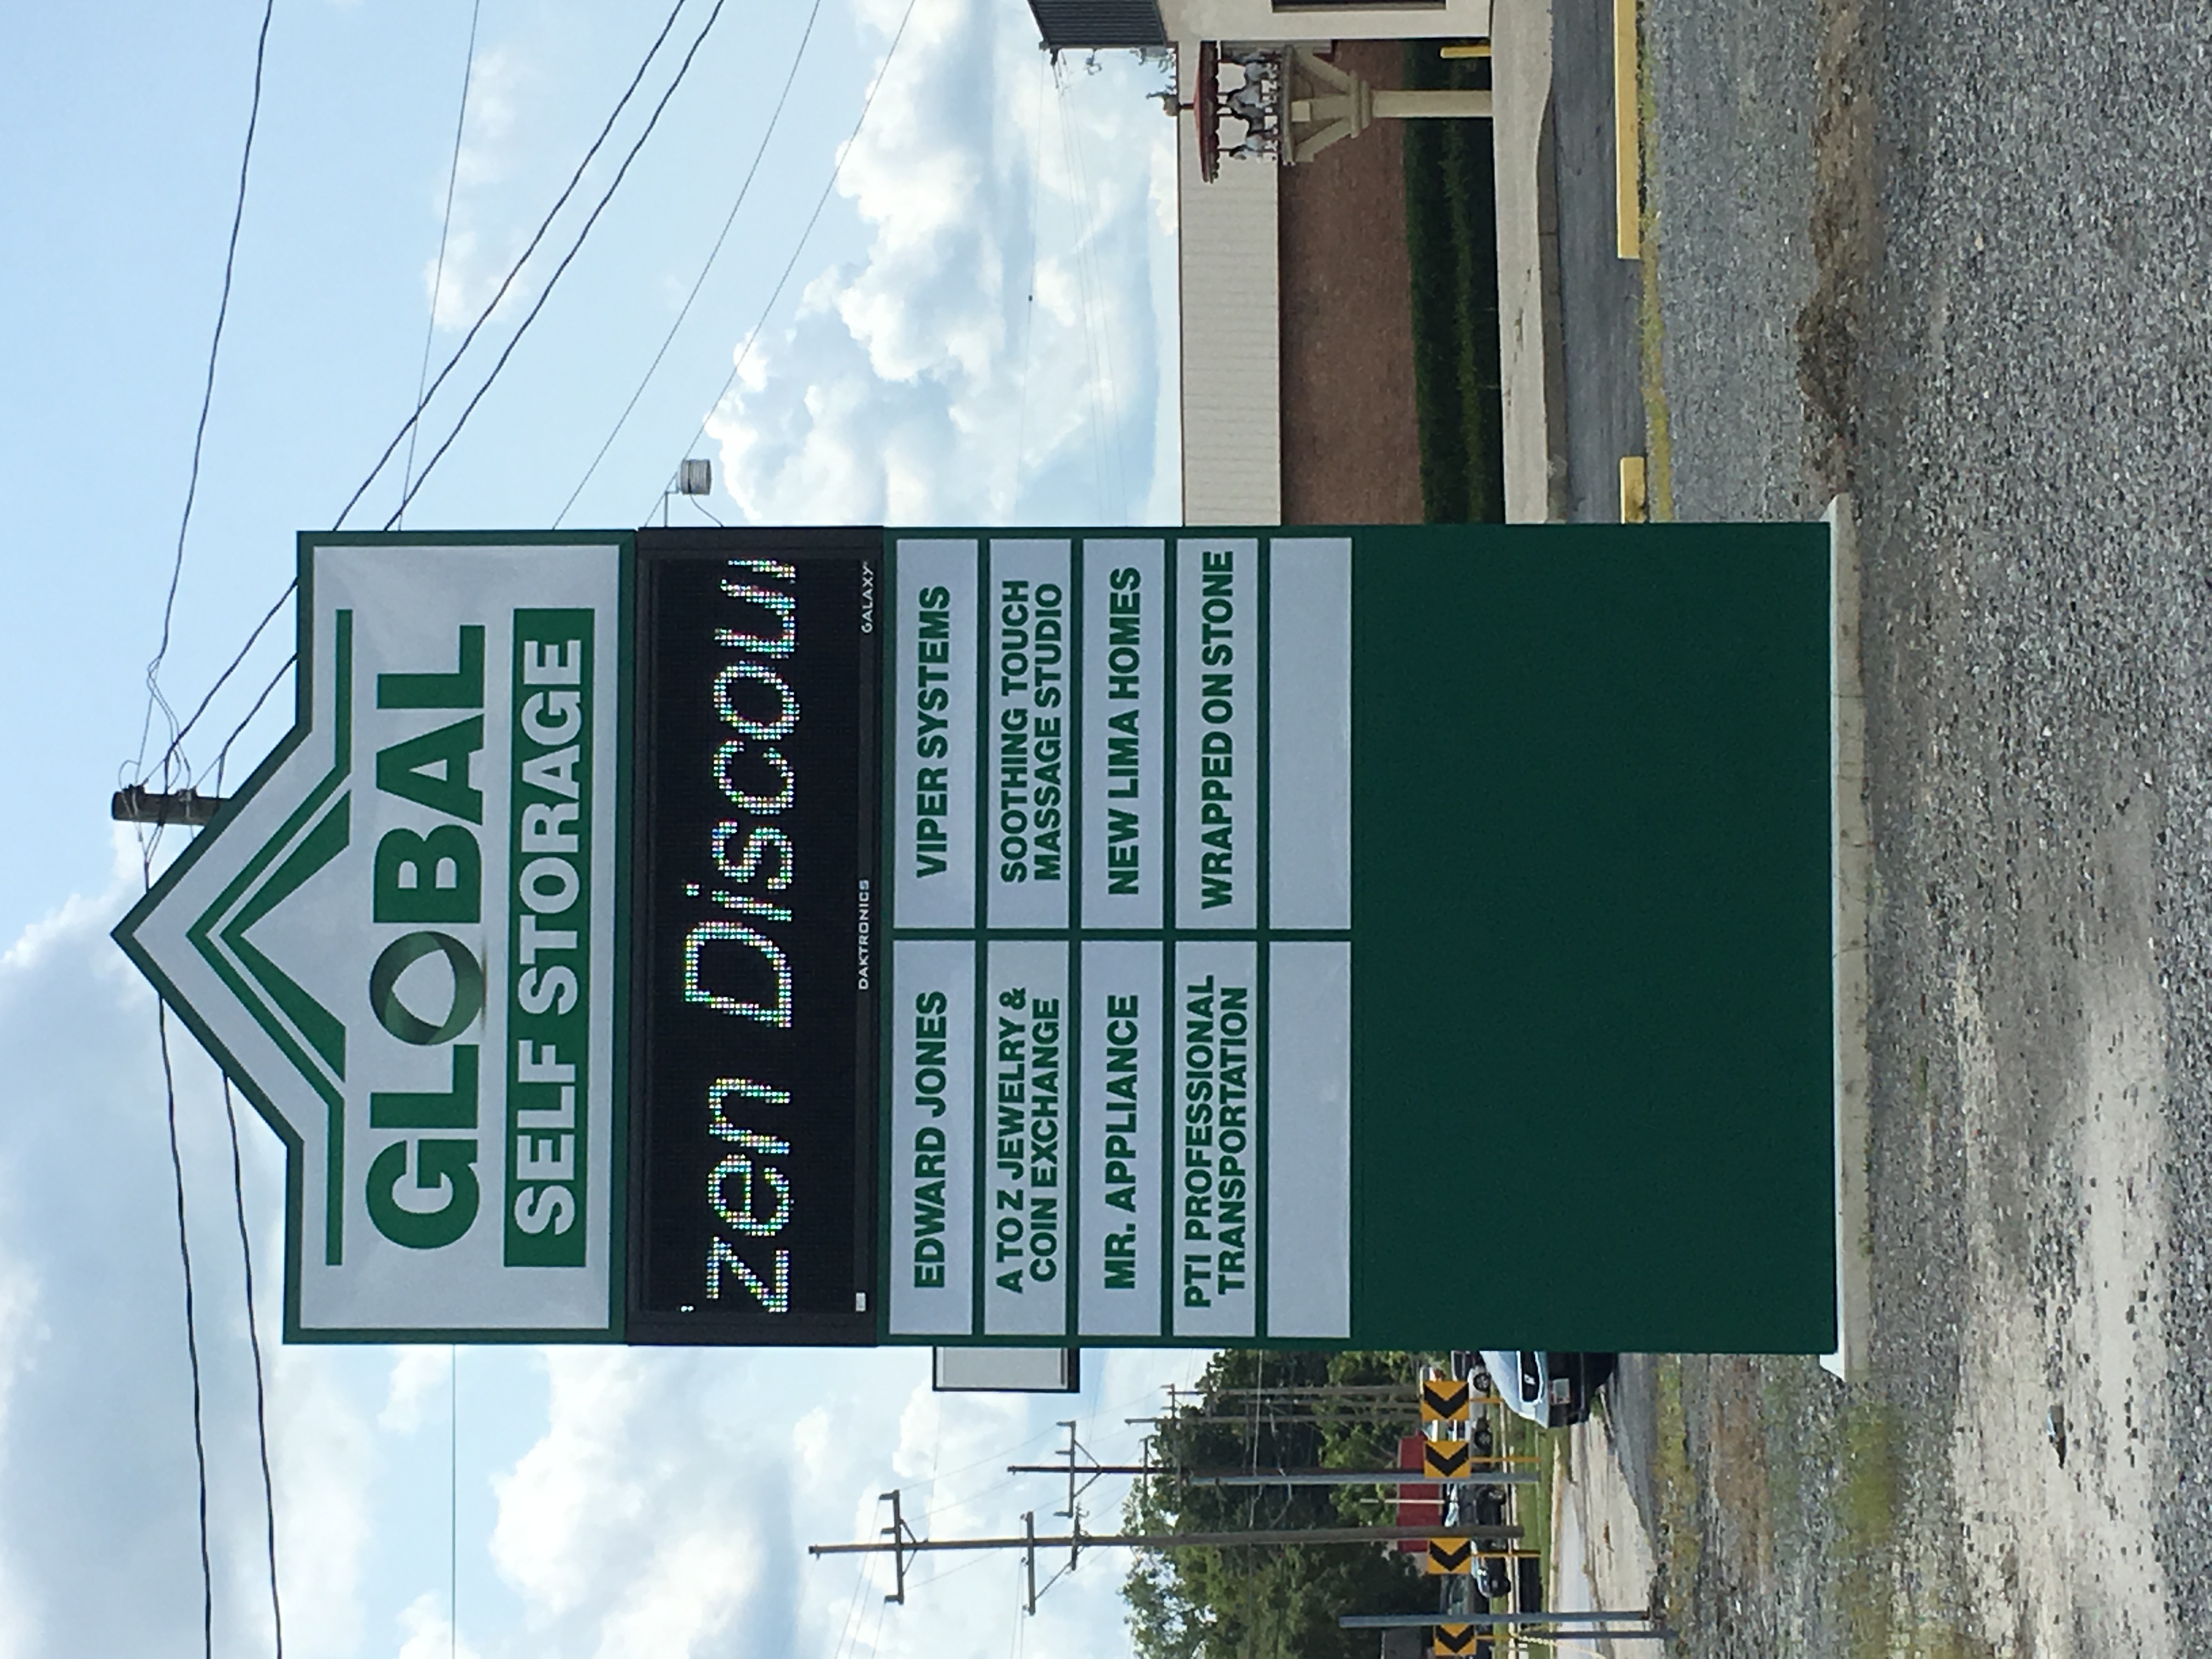 GLOBAL
SELF STORAGE
zen Discou
DAKTRONICS
GALAXY
EDWARD JONES
VIPER SYSTEMS
A TO Z JEWELRY &
COIN EXCHANGE
SOOTHING TOUCH
MASSAGE STUDIO
MR. APPLIANCE
NEW LIMA HOMES
PTI PROFESSIONAL
TRANSPORTATION
WRAPPED ON STONE